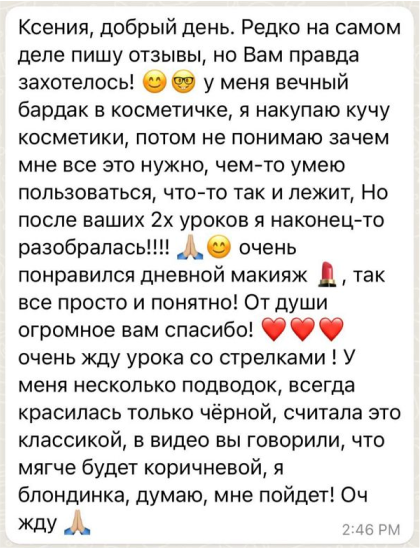 Ксения, добрый день. Редко на самом
деле пишу отзывы, но Вам правда
захотелось! 😊🤓 у меня вечный
бардак в косметичке, я накупаю кучу
косметики, потом не понимаю зачем
мне все это нужно, чем-то умею
пользоваться, что-то так и лежит, Но
после ваших 2х уроков я наконец-то
разобралась!!!! 🙏🏼😊 очень
понравился дневной макияж 💄, так
все просто и понятно! От души
огромное вам спасибо! ❤️❤️❤️
очень жду урока со стрелками ! У
меня несколько подводок, всегда
красилась только чёрной, считала это
классикой, в видео вы говорили, что
мягче будет коричневой, я
блондинка, думаю, мне пойдет! Оч
жду 🙏🏼 2:46 PM